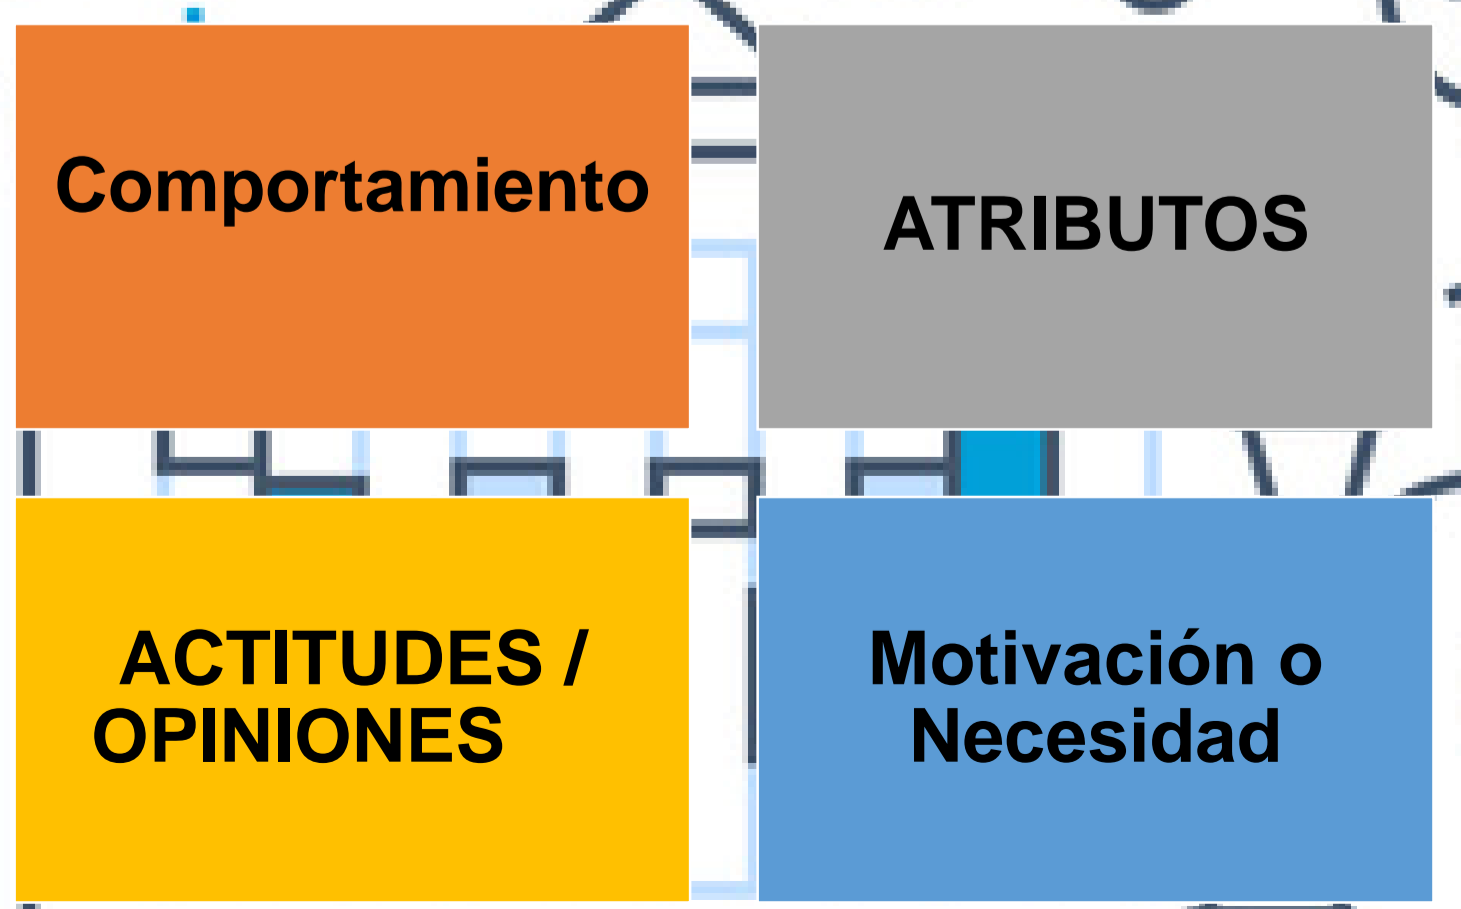 Comportamiento
ATRIBUTOS
ACTITUDES /
OPINIONES
Motivación o
Necesidad